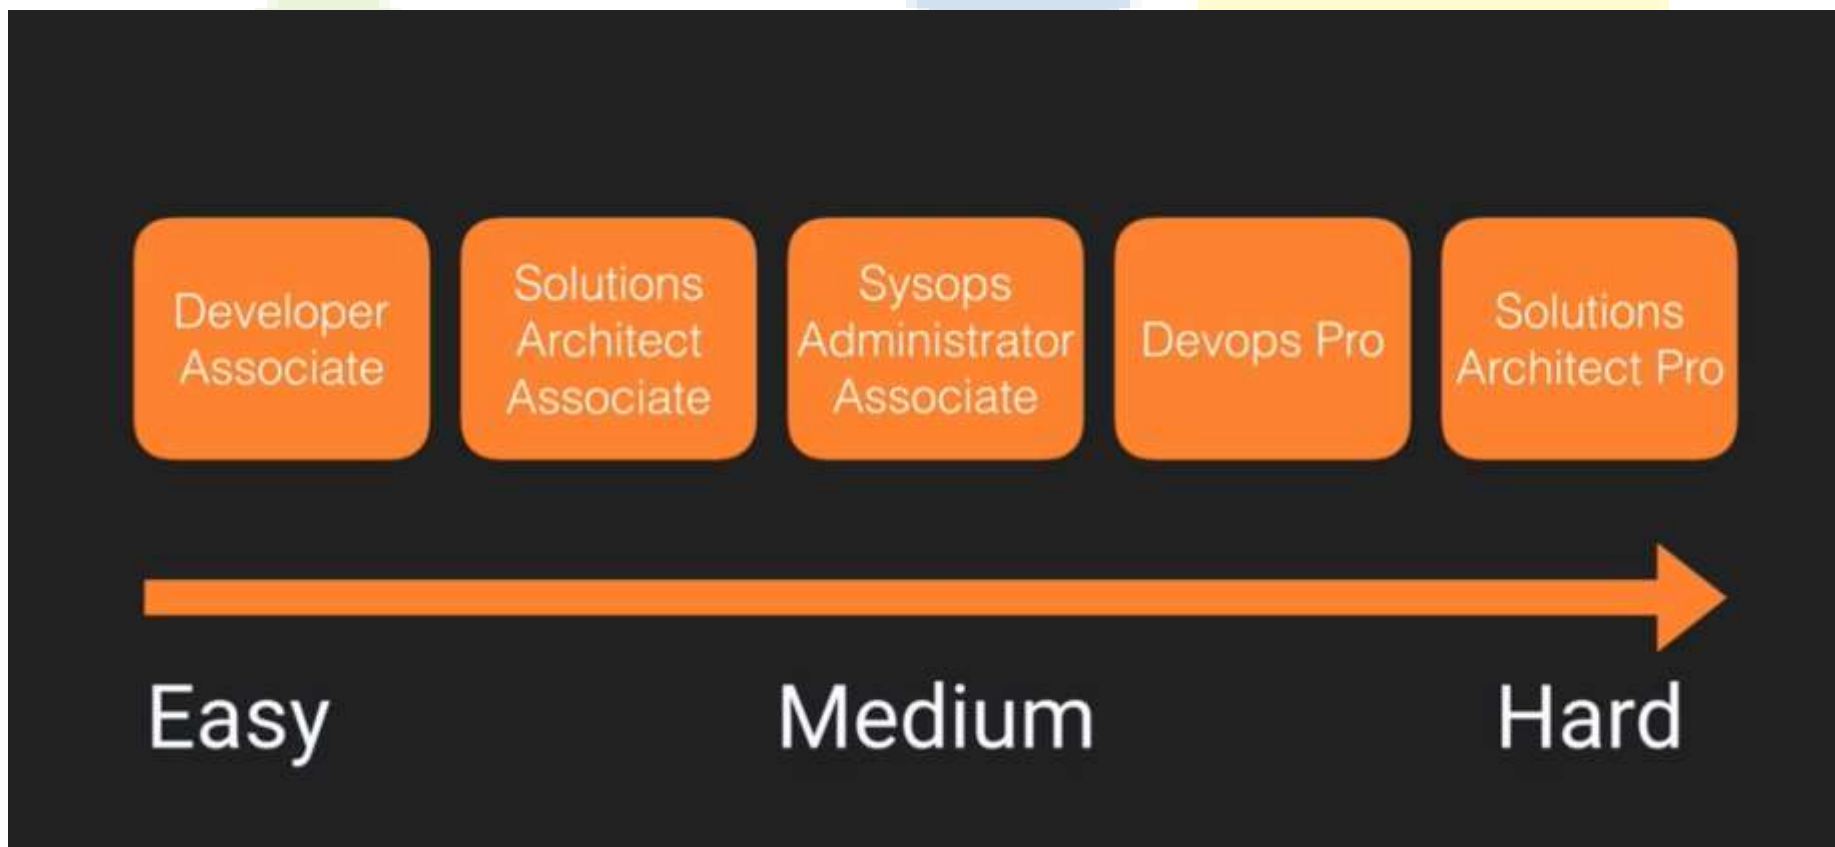 Developer
Associate
Solutions
Architect
Associate
Sysops
Administrator
Associate
Devops Pro
Solutions
Architect Pro
Easy
Medium
Hard